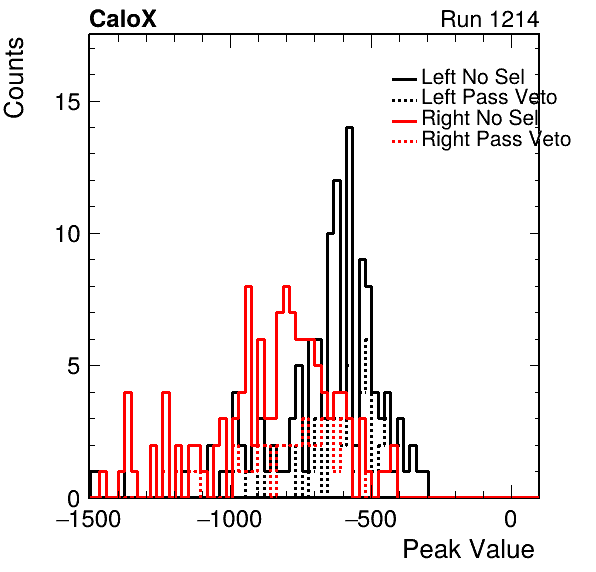 CaloX Run 1214
Counts
Left No Sel
Left Pass Veto
Right No Sel
Right Pass Veto
15
10
5
0
−1500 −1000 −500 0
Peak Value